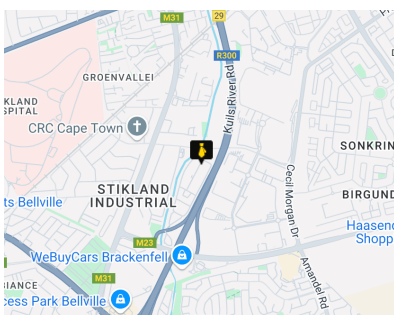 M31
29
R300
GROENVALLEI
KLAND
SPITAL
CRC Cape Town
Kuils River Rd
SONKRIN
Cecil Morgan Dr
STIKLAND
INDUSTRIAL
BIRGUND
ts Bellville
Haasend
Shopp
M23
WeBuyCars Brackenfell
M31
BIANCE
cess Park Bellville
Amandel Rd